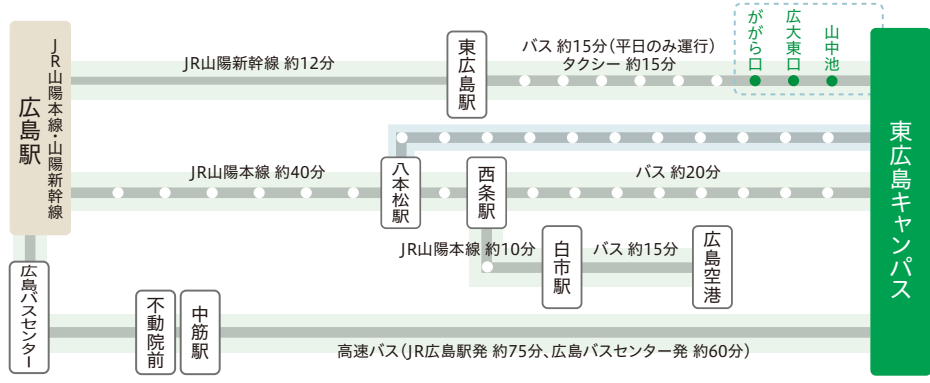 JR山陽本線・山陽新幹線
広島駅
JR山陽新幹線 約12分
東広島駅
バス 約15分（平日のみ運行）
タクシー 約15分
ががら口
広大東口
山中池
東広島キャンパス
JR山陽本線 約40分
八本松駅
西条駅
バス 約20分
JR山陽本線 約10分
白市駅
バス 約15分
広島空港
広島バスセンター
不動院前
中筋駅
高速バス（JR広島駅発 約75分、広島バスセンター発 約60分）